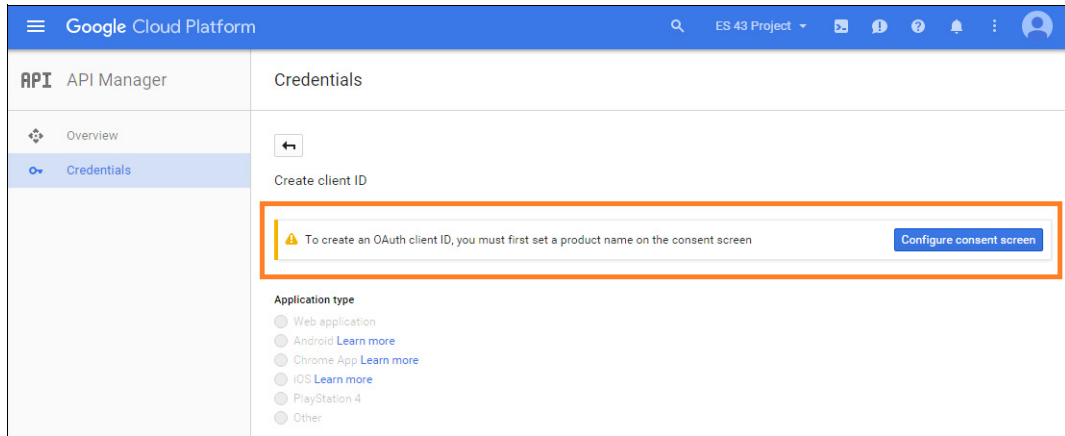 Google Cloud Platform
ES 43 Project
API API Manager
Credentials
Overview
Credentials
Create client ID
To create an OAuth client ID, you must first set a product name on the consent screen
Configure consent screen
Application type
Web application
Android Learn more
Chrome App Learn more
iOS Learn more
PlayStation 4
Other